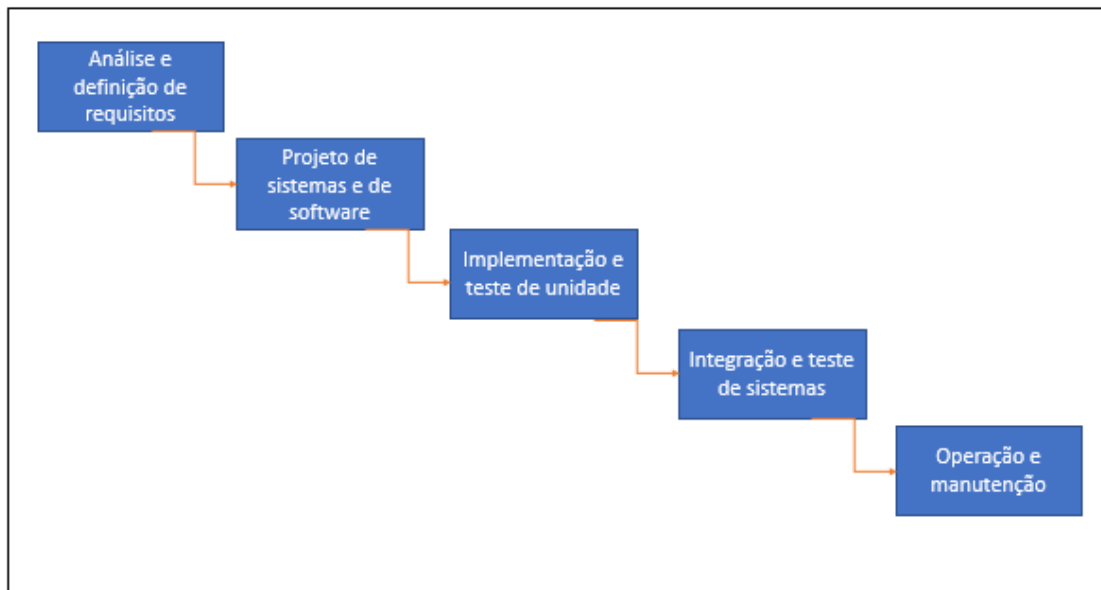 Análise e
definição de
requisitos
Projeto de
sistemas e de
software
Implementação e
teste de unidade
Integração e teste
de sistemas
Operação e
manutenção